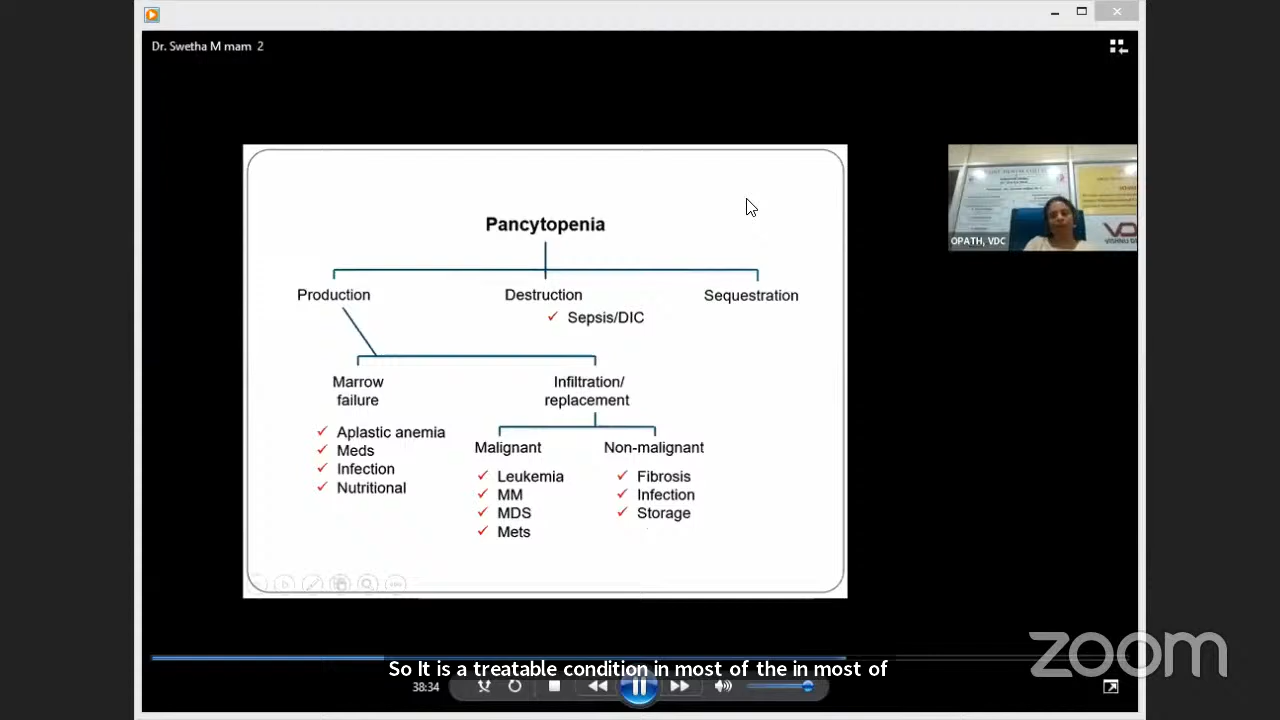 Dr. Swetha M mam 2
Pancytopenia
Production
Destruction
Sequestration
Sepsis/DIC
Marrow
failure
Infiltration/
replacement
Aplastic anemia
Meds
Infection
Nutritional
Malignant
Non-malignant
Leukemia
MM
MDS
Mets
Fibrosis
Infection
Storage
OPATH, VDC
So It is a treatable condition in most of the in most of
38:34
zoom